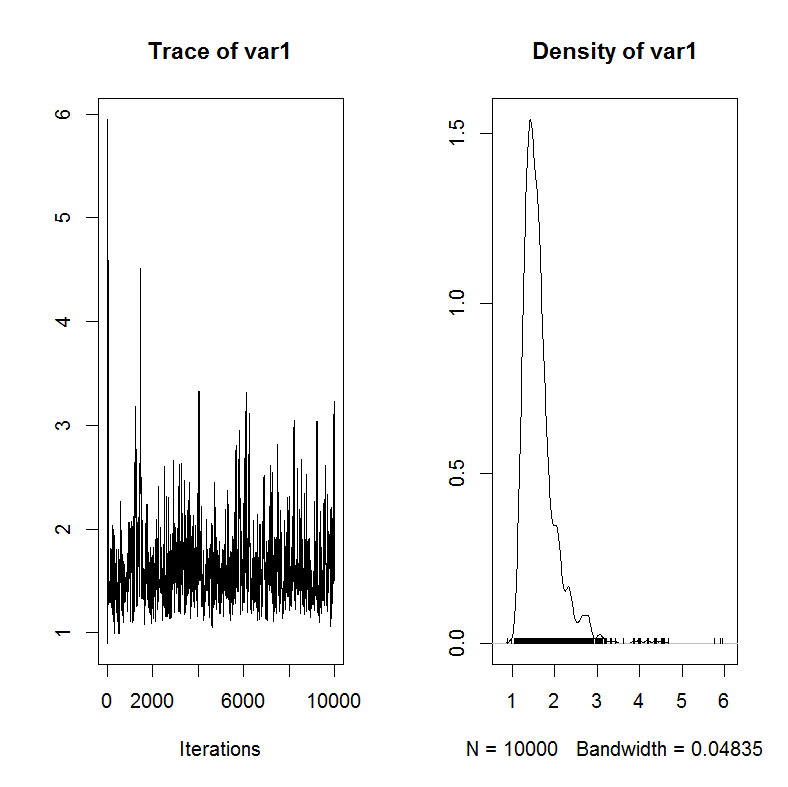 Trace of var1
6
5
4
3
2
1
0 2000 6000 10000
Iterations
Density of var1
1.5
1.0
0.5
0.0
1 2 3 4 5 6
N = 10000 Bandwidth = 0.04835